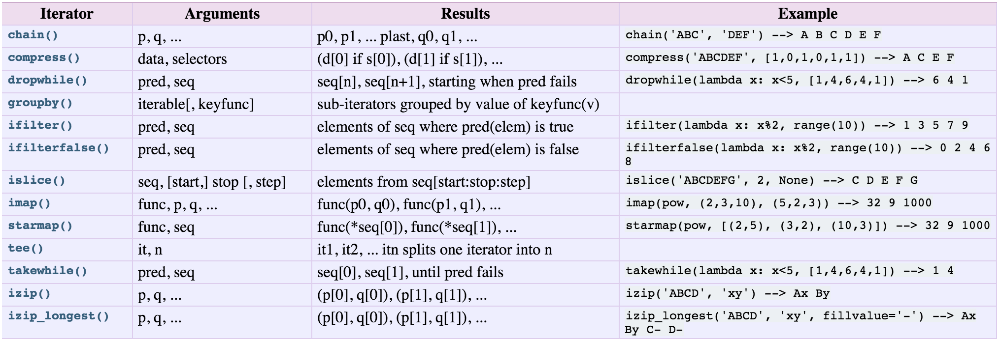 Iterator Arguments Results Example
chain() p, q, ... p0, p1, ... plast, q0, q1, ... chain('ABC', 'DEF') --> A B C D E F
compress() data, selectors (d[0] if s[0]), (d[1] if s[1]), ... compress('ABCDEF', [1,0,1,0,1,1]) --> A C E F
dropwhile() pred, seq seq[n], seq[n+1], starting when pred fails dropwhile(lambda x: x<5, [1,4,6,4,1]) --> 6 4 1
groupby() iterable[, keyfunc] sub-iterators grouped by value of keyfunc(v)
ifilter() pred, seq elements of seq where pred(elem) is true ifilter(lambda x: x%2, range(10)) --> 1 3 5 7 9
ifilterfalse() pred, seq elements of seq where pred(elem) is false ifilterfalse(lambda x: x%2, range(10)) --> 0 2 4 6
8
islice() seq, [start,] stop [, step] elements from seq[start:stop:step] islice('ABCDEFG', 2, None) --> C D E F G
imap() func, p, q, ... func(p0, q0), func(p1, q1), ... imap(pow, (2,3,10), (5,2,3)) --> 32 9 1000
starmap() func, seq func(*seq[0]), func(*seq[1]), ... starmap(pow, [(2,5), (3,2), (10,3)]) --> 32 9 1000
tee() it, n it1, it2, ... itn splits one iterator into n
takewhile() pred, seq seq[0], seq[1], until pred fails takewhile(lambda x: x<5, [1,4,6,4,1]) --> 1 4
izip() p, q, ... (p[0], q[0]), (p[1], q[1]), ... izip('ABCD', 'xy') --> Ax By
izip_longest() p, q, ... (p[0], q[0]), (p[1], q[1]), ... izip_longest('ABCD', 'xy', fillvalue='-') --> Ax
By C- D-